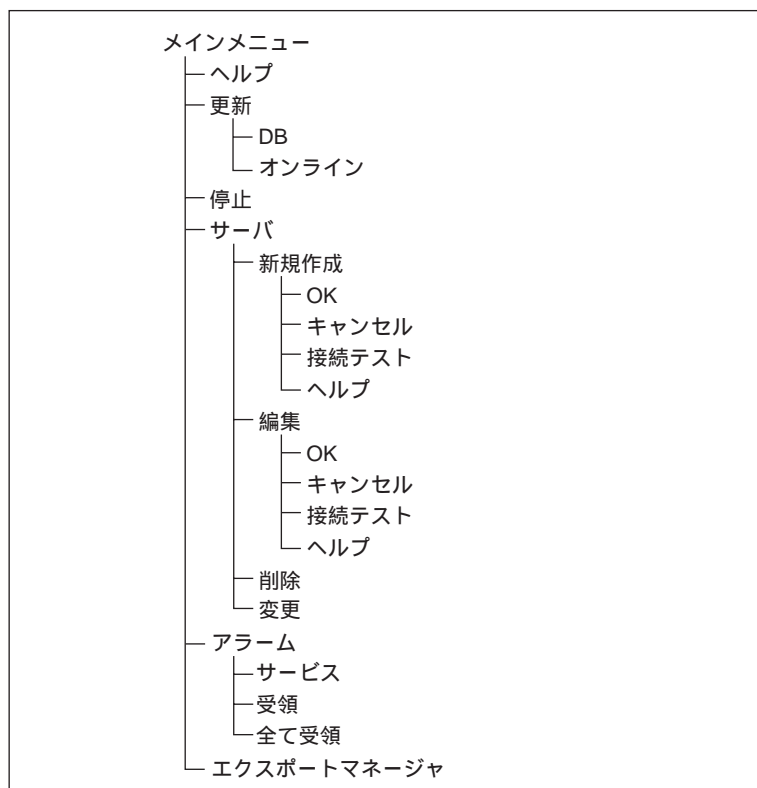 メインメニュー
ヘルプ
更新
DB
オンライン
停止
サーバ
新規作成
OK
キャンセル
接続テスト
ヘルプ
編集
OK
キャンセル
接続テスト
ヘルプ
削除
変更
アラーム
サービス
受領
全て受領
エクスポートマネージャ